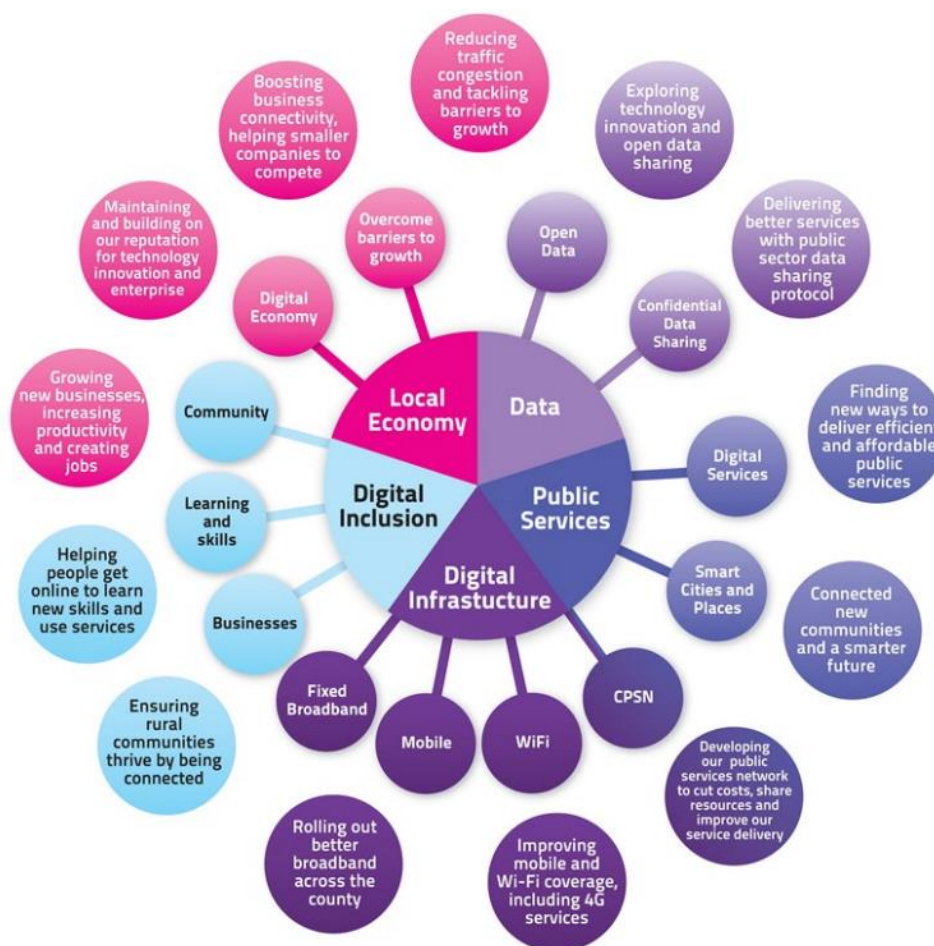 Reducing
traffic
congestion
and tackling
barriers to
growth
Boosting
business
connectivity,
helping smaller
companies to
compete
Exploring
technology
innovation and
open data
sharing
Maintaining
and building on
our reputation
for technology
innovation and
enterprise
Overcome
barriers to
growth
Open
Data
Delivering
better services
with public
sector data
sharing
protocol
Digital
Economy
Confidential
Data
Sharing
Growing
new businesses,
increasing
productivity
and creating
jobs
Community
Local
Economy
Data
Finding
new ways to
deliver efficient
and affordable
public
services
Digital
Services
Learning
and
skills
Digital
Inclusion
Public
Services
Helping
people get
online to learn
new skills and
use services
Businesses
Digital
Infrastucture
Smart
Cities and
Places
Connected
new
communities
and a smarter
future
Ensuring
rural
communities
thrive by being
connected
Fixed
Broadband
Mobile
WiFi
CPSN
Developing
our public
services network
to cut costs, share
resources and
improve our
service delivery
Rolling out
better
broadband
across the
county
Improving
mobile and
Wi-Fi coverage,
including 4G
services